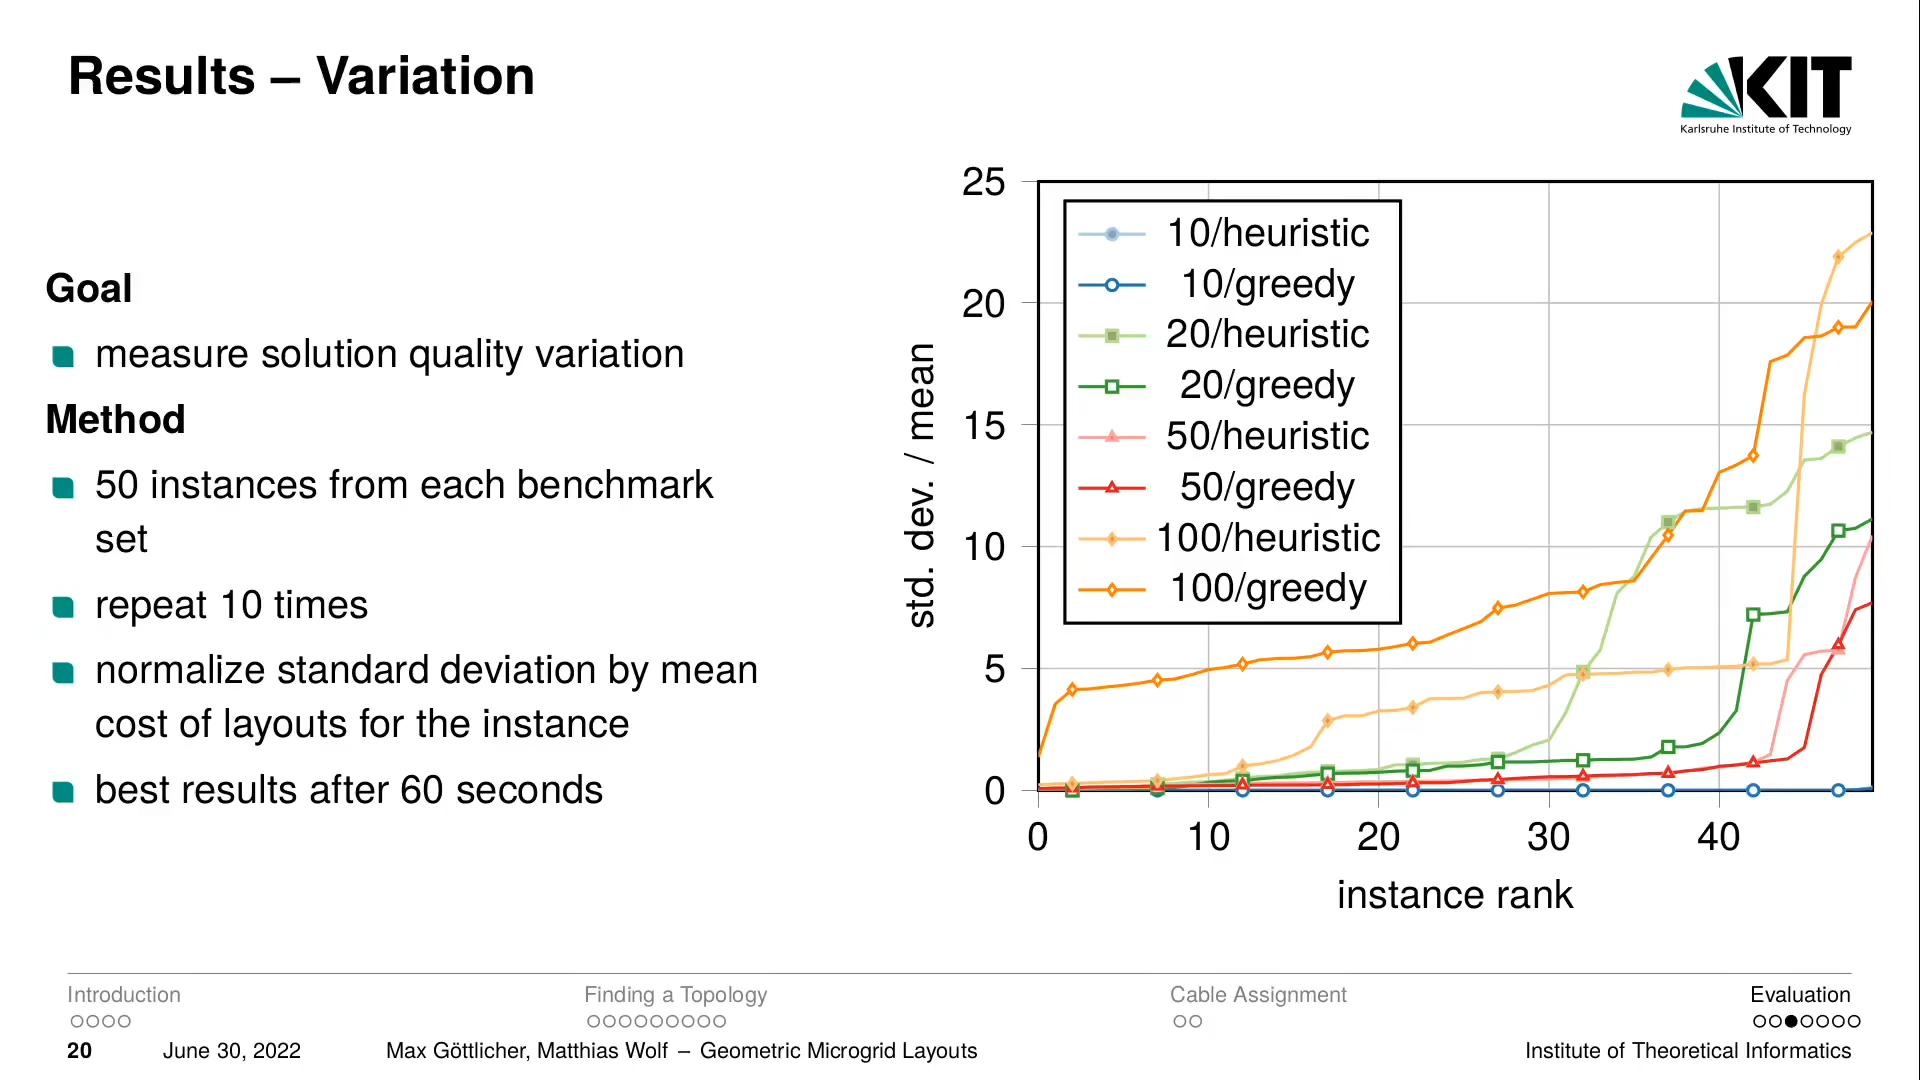 Results – Variation
KIT
Karlsruhe Institute of Technology
Goal
measure solution quality variation
Method
50 instances from each benchmark
set
repeat 10 times
normalize standard deviation by mean
cost of layouts for the instance
best results after 60 seconds
25
20
15
10
5
0
std. dev. / mean
10/heuristic
10/greedy
20/heuristic
20/greedy
50/heuristic
50/greedy
100/heuristic
100/greedy
0 10 20 30 40
instance rank
Introduction Finding a Topology Cable Assignment Evaluation
20 June 30, 2022 Max Göttlicher, Matthias Wolf – Geometric Microgrid Layouts Institute of Theoretical Informatics